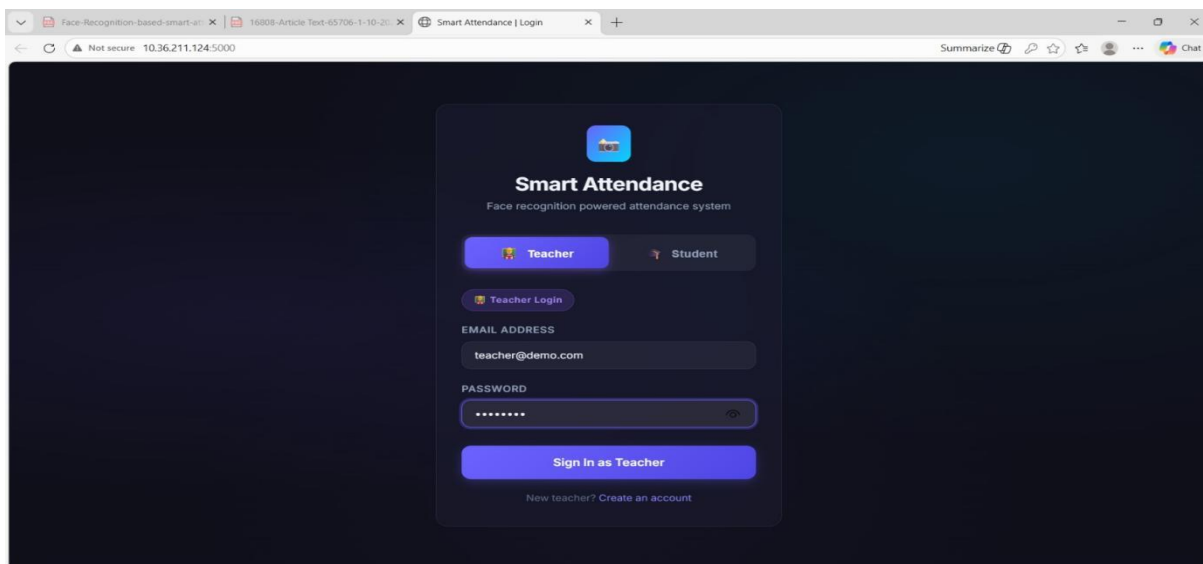 Face-Recognition-based-smart-at
16808-Article Text-65706-1-10-20
Smart Attendance | Login
Not secure 10.36.211.124:5000
Summarize
Chat
Smart Attendance
Face recognition powered attendance system
Teacher
Student
Teacher Login
EMAIL ADDRESS
teacher@demo.com
PASSWORD
••••••••
Sign In as Teacher
New teacher? Create an account